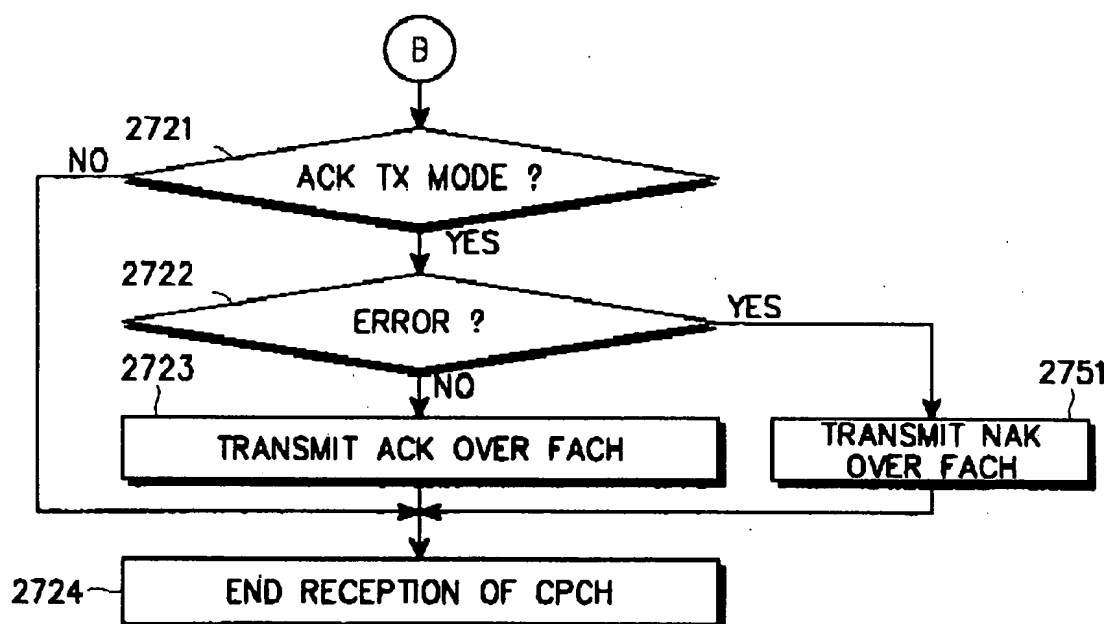 B
2721
NO
ACK TX MODE ?
YES
2722
ERROR ?
YES
2723
NO
2751
TRANSMIT ACK OVER FACH
TRANSMIT NAK
OVER FACH
2724
END RECEPTION OF CPCH